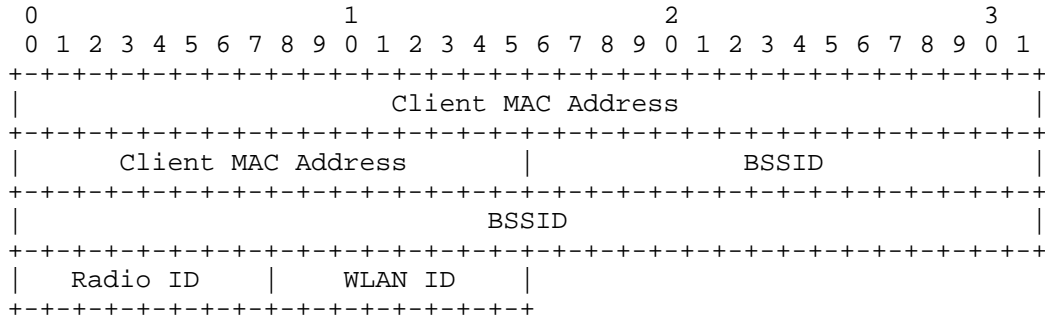 0                   1                   2                   3
 0 1 2 3 4 5 6 7 8 9 0 1 2 3 4 5 6 7 8 9 0 1 2 3 4 5 6 7 8 9 0 1
+-+-+-+-+-+-+-+-+-+-+-+-+-+-+-+-+-+-+-+-+-+-+-+-+-+-+-+-+-+-+-+-+
|                       Client MAC Address                      |
+-+-+-+-+-+-+-+-+-+-+-+-+-+-+-+-+-+-+-+-+-+-+-+-+-+-+-+-+-+-+-+-+
|      Client MAC Address       |             BSSID             |
+-+-+-+-+-+-+-+-+-+-+-+-+-+-+-+-+-+-+-+-+-+-+-+-+-+-+-+-+-+-+-+-+
|                             BSSID                             |
+-+-+-+-+-+-+-+-+-+-+-+-+-+-+-+-+-+-+-+-+-+-+-+-+-+-+-+-+-+-+-+-+
|   Radio ID    |    WLAN ID    |
+-+-+-+-+-+-+-+-+-+-+-+-+-+-+-+-+